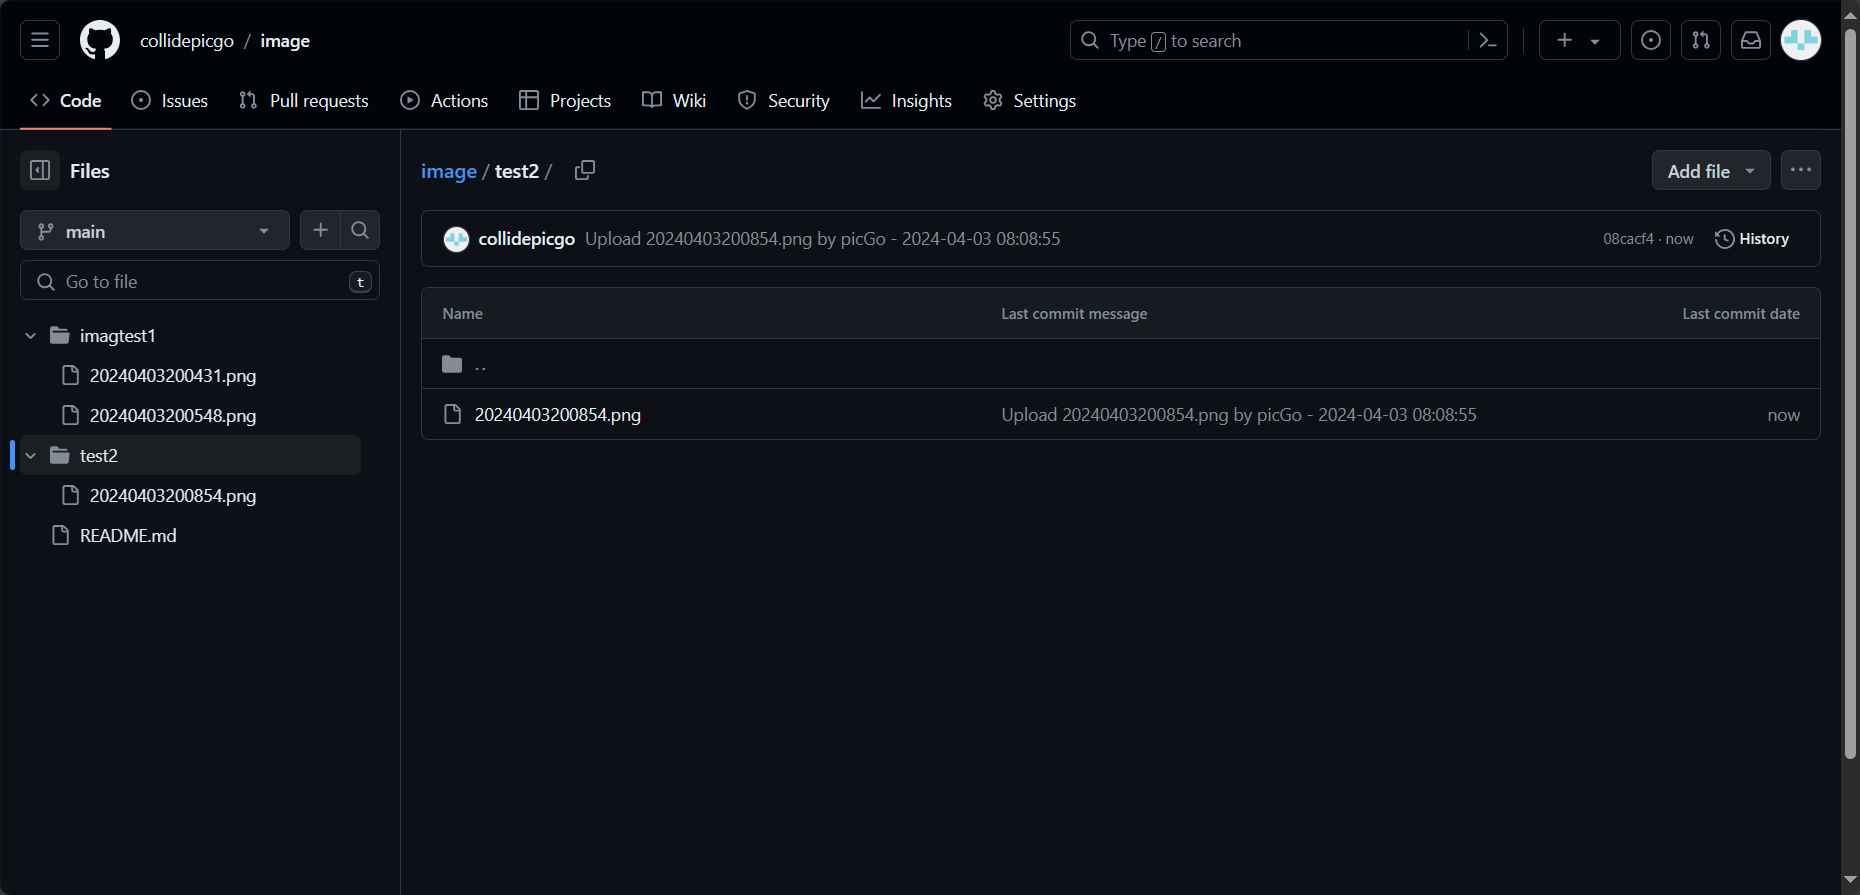 collidepicgo / image
Type / to search
Code Issues Pull requests Actions Projects Wiki Security Insights Settings
Files
image / test2 /
Add file
main
collidepicgo Upload 20240403200854.png by picGo - 2024-04-03 08:08:55
08cacf4 · now
History
Go to file
t
Name Last commit message Last commit date
imagtest1
..
20240403200431.png
20240403200548.png
20240403200854.png Upload 20240403200854.png by picGo - 2024-04-03 08:08:55 now
test2
20240403200854.png
README.md